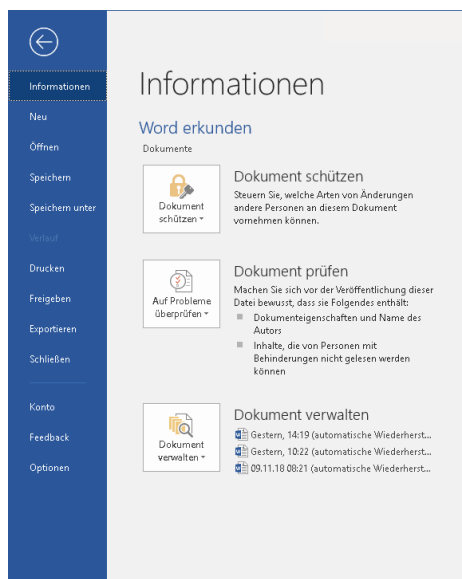 Informationen
Neu
Öffnen
Speichern
Speichern unter
Verlauf
Drucken
Freigeben
Exportieren
Schließen
Konto
Feedback
Optionen
Informationen
Word erkunden
Dokumente
Dokument
schützen
Dokument schützen
Steuern Sie, welche Arten von Änderungen
andere Personen an diesem Dokument
vornehmen können.
Auf Probleme
überprüfen
Dokument prüfen
Machen Sie sich vor der Veröffentlichung dieser
Datei bewusst, dass sie Folgendes enthält:
Dokumenteigenschaften und Name des
Autors
Inhalte, die von Personen mit
Behinderungen nicht gelesen werden
können
Dokument
verwalten
Dokument verwalten
Gestern, 14:19 (automatische Wiederherst...
Gestern, 10:22 (automatische Wiederherst...
09.11.18 08:21 (automatische Wiederherst...